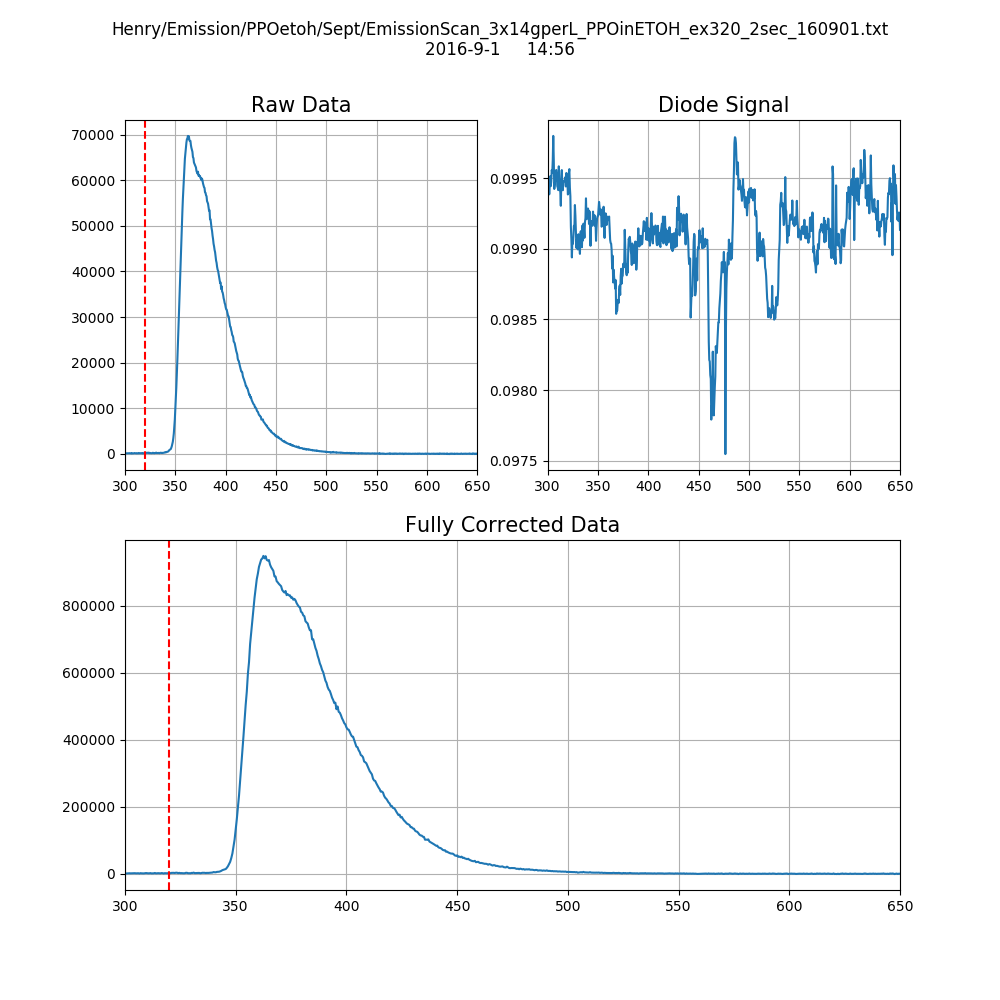 Henry/Emission/PPOetoh/Sept/EmissionScan_3x14gperL_PPOinETOH_ex320_2sec_160901.txt
2016-9-1 14:56
Raw Data
70000
60000
50000
40000
30000
20000
10000
0
300 350 400 450 500 550 600 650
Diode Signal
0.0995
0.0990
0.0985
0.0980
0.0975
300 350 400 450 500 550 600 650
Fully Corrected Data
800000
600000
400000
200000
0
300 350 400 450 500 550 600 650